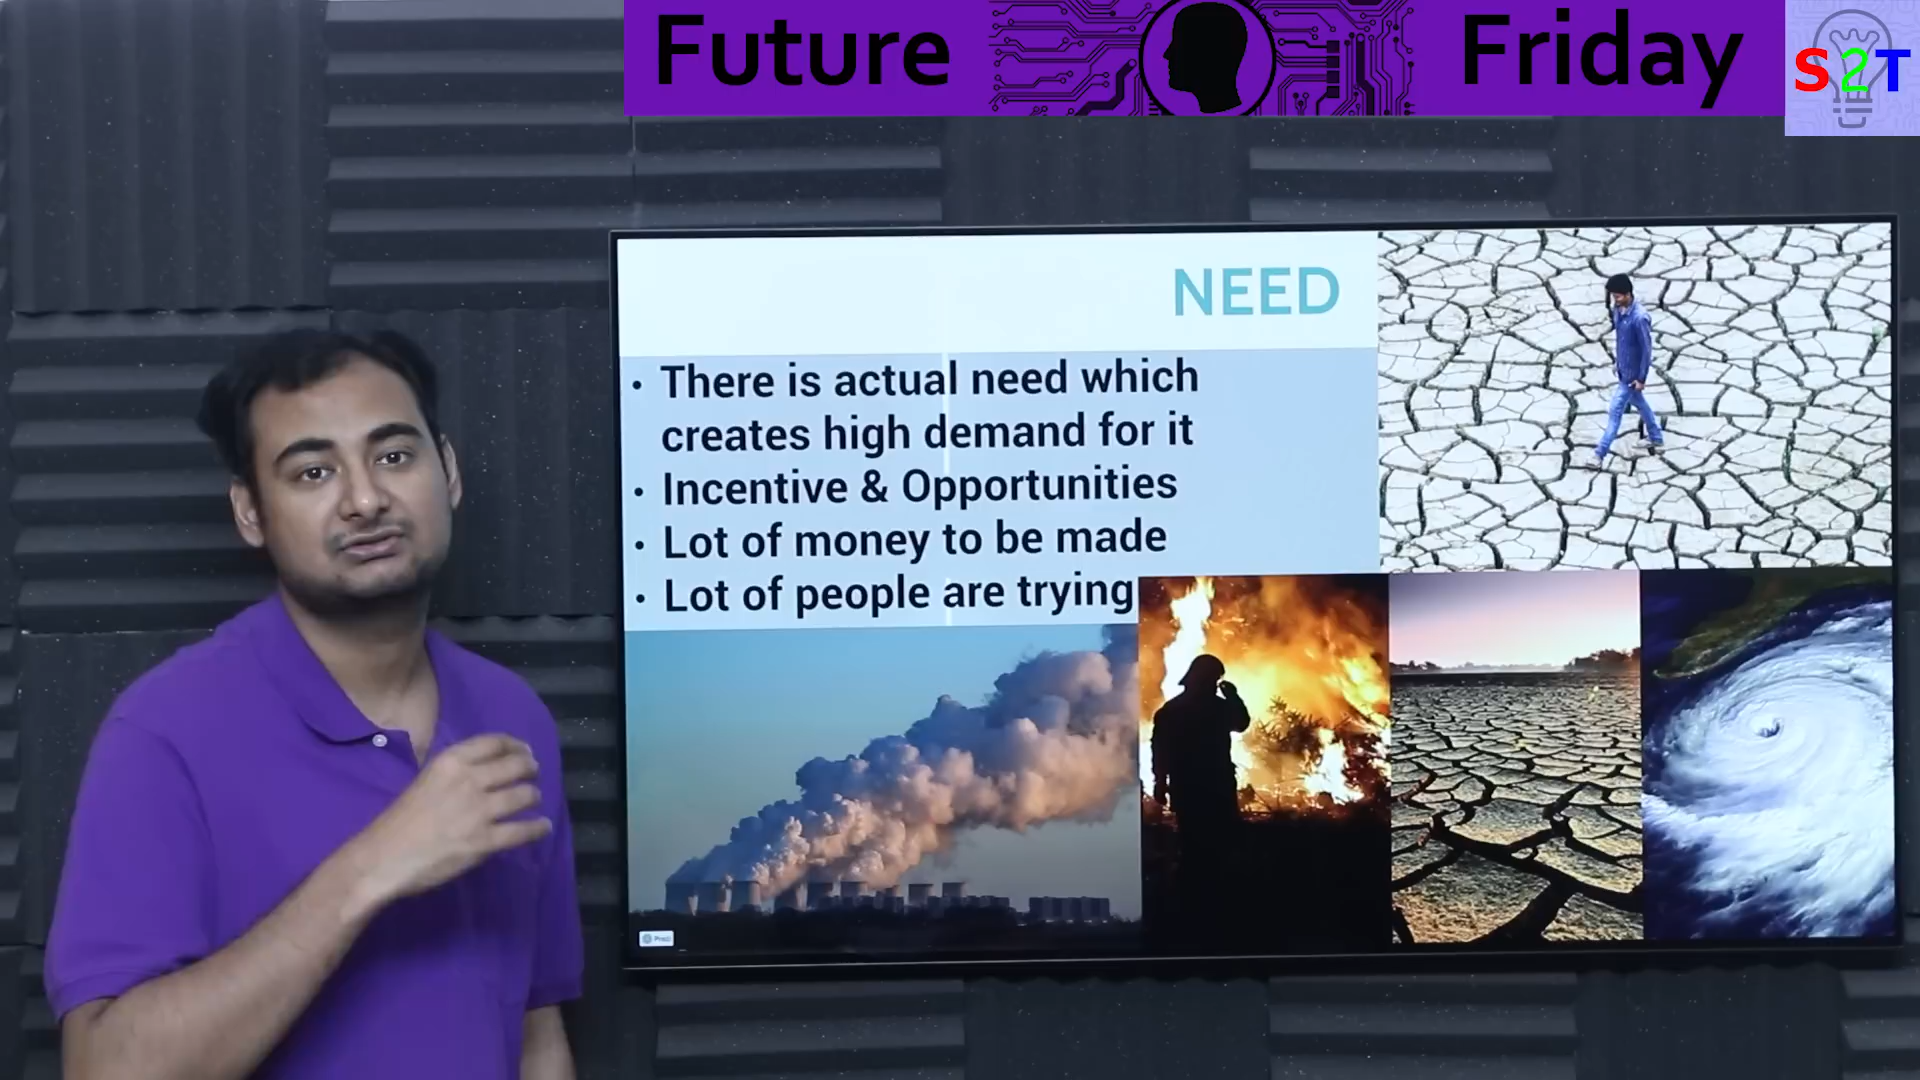 Future Friday
S2T
NEED
• There is actual need which
creates high demand for it
• Incentive & Opportunities
• Lot of money to be made
• Lot of people are trying
Prezi